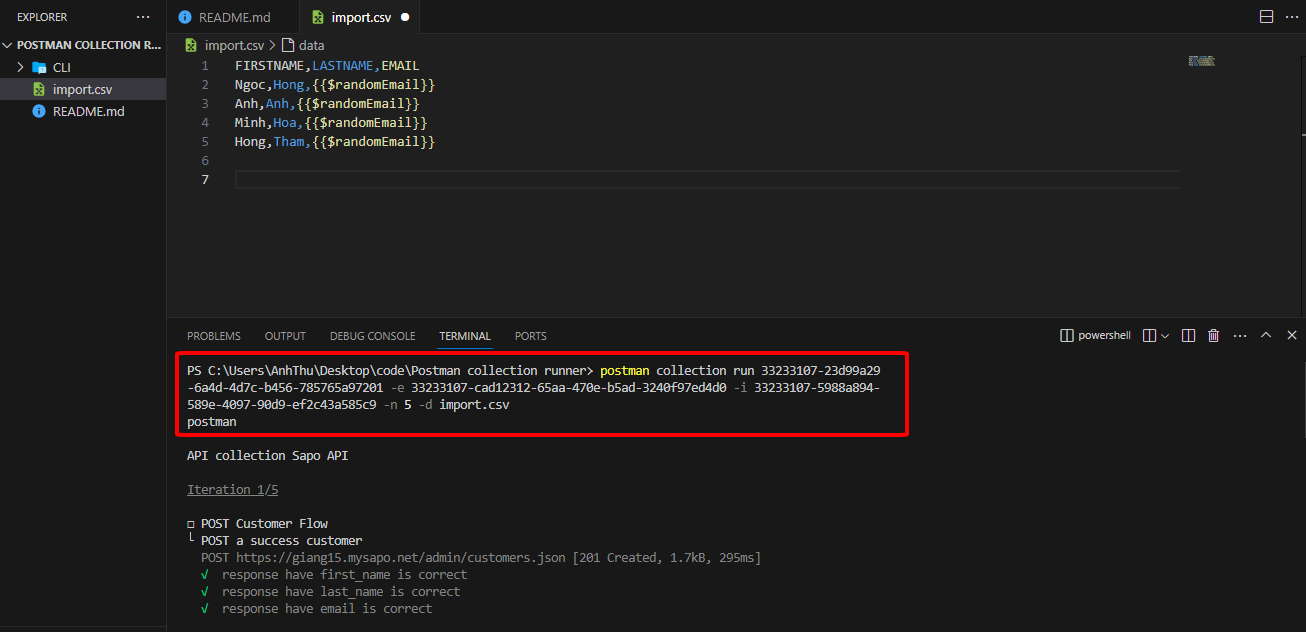 EXPLORER
POSTMAN COLLECTION R...
CLI
import.csv
README.md
README.md
import.csv
import.csv > data
1 FIRSTNAME,LASTNAME,EMAIL
2 Ngoc,Hong,{{$randomEmail}}
3 Anh,Anh,{{$randomEmail}}
4 Minh,Hoa,{{$randomEmail}}
5 Hong,Tham,{{$randomEmail}}
6
7
PROBLEMS OUTPUT DEBUG CONSOLE TERMINAL PORTS
powershell
PS C:\Users\AnhThu\Desktop\code\Postman collection runner> postman collection run 33233107-23d99a29
-6a4d-4d7c-b456-785765a97201 -e 33233107-cad12312-65aa-470e-b5ad-3240f97ed4d0 -i 33233107-5988a894-
589e-4097-90d9-ef2c43a585c9 -n 5 -d import.csv
postman
API collection Sapo API
Iteration 1/5
□ POST Customer Flow
└ POST a success customer
POST https://giang15.mysapo.net/admin/customers.json [201 Created, 1.7kB, 295ms]
√ response have first_name is correct
√ response have last_name is correct
√ response have email is correct